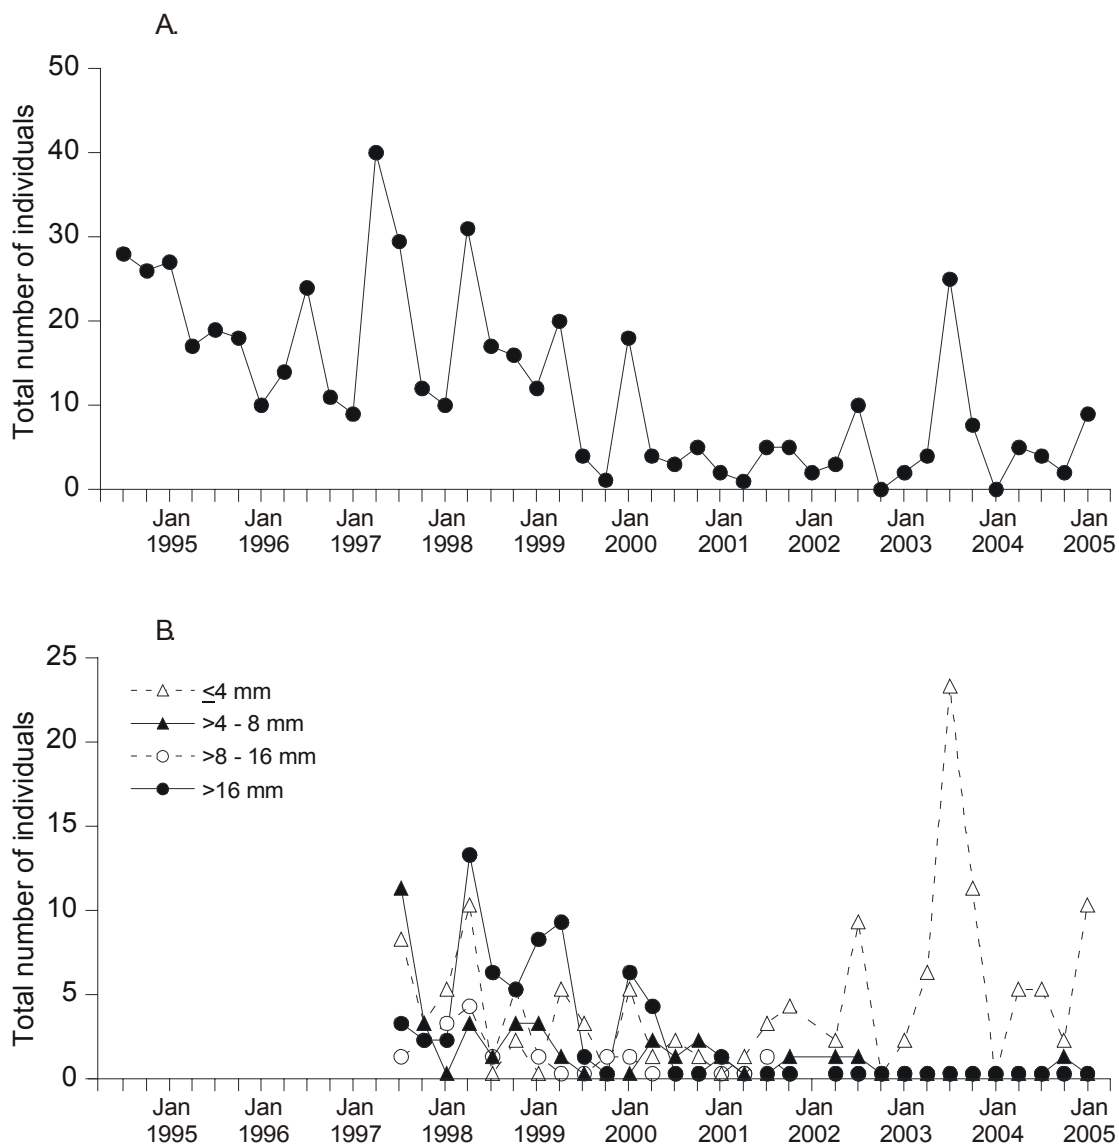 A.
Total number of individuals
50
40
30
20
10
0
Jan Jan Jan Jan Jan Jan Jan Jan Jan Jan Jan
1995 1996 1997 1998 1999 2000 2001 2002 2003 2004 2005
B.
Total number of individuals
25
20
15
10
5
0
≤4 mm
>4 - 8 mm
>8 - 16 mm
>16 mm
Jan Jan Jan Jan Jan Jan Jan Jan Jan Jan Jan
1995 1996 1997 1998 1999 2000 2001 2002 2003 2004 2005